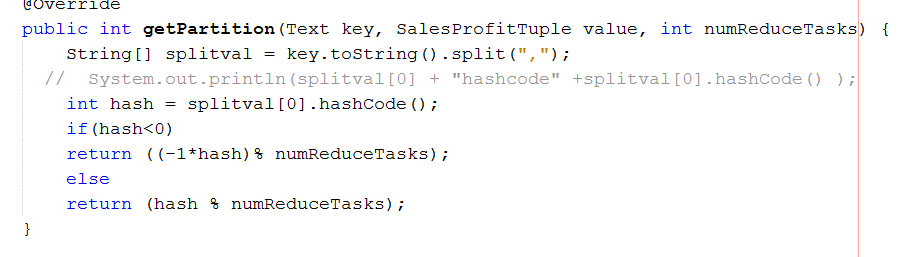 @Override
public int getPartition(Text key, SalesProfitTuple value, int numReduceTasks) {
    String[] splitval = key.toString().split(",");
  //  System.out.println(splitval[0] + "hashcode" +splitval[0].hashCode() );
    int hash = splitval[0].hashCode();
    if(hash<0)
    return ((-1*hash)% numReduceTasks);
    else
    return (hash % numReduceTasks);
}